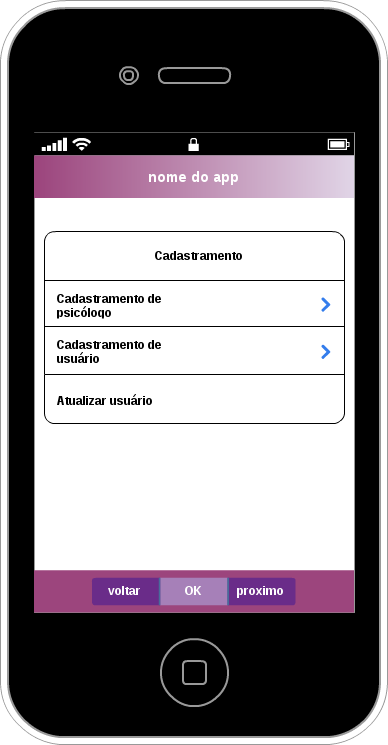 nome do app
Cadastramento
Cadastramento de
psicólogo
Cadastramento de
usuário
Atualizar usuário
voltar OK proximo